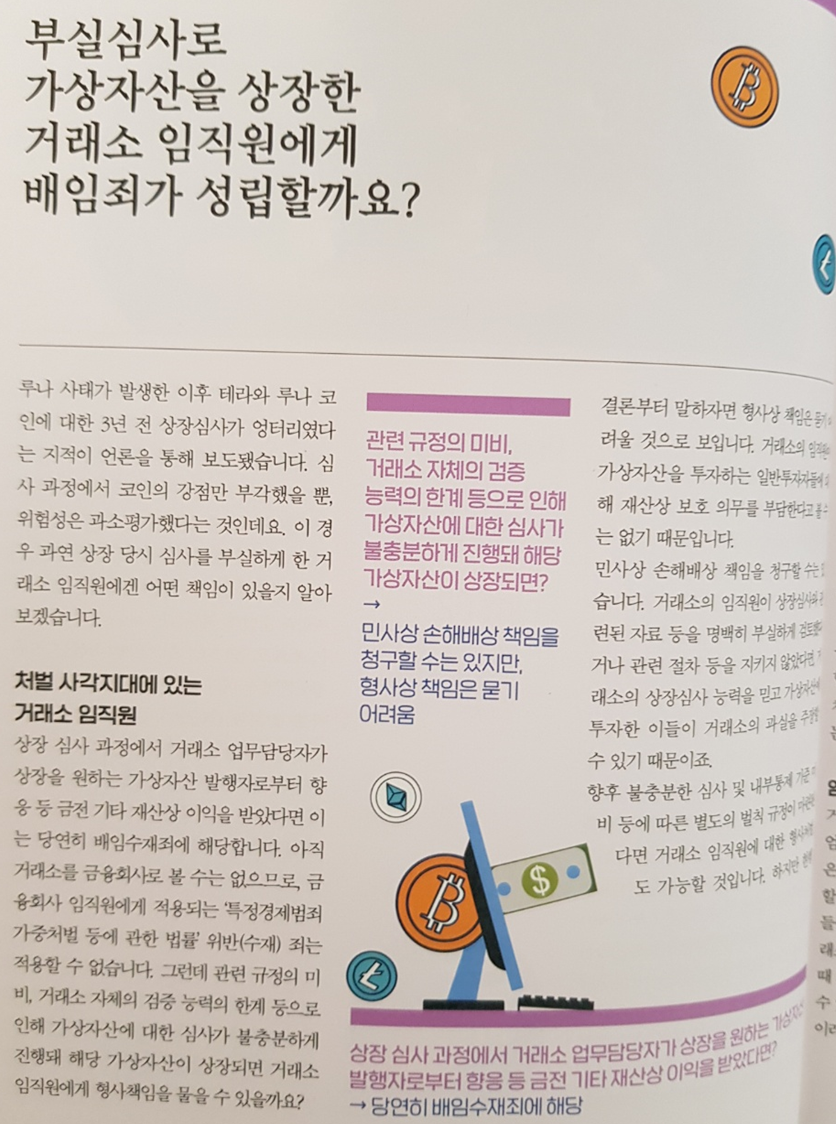 부실심사로
가상자산을 상장한
거래소 임직원에게
배임죄가 성립할까요?
루나 사태가 발생한 이후 테라와 루나 코
인에 대한 3년 전 상장심사가 엉터리였다
는 지적이 언론을 통해 보도됐습니다. 심
사 과정에서 코인의 강점만 부각했을 뿐,
위험성은 과소평가했다는 것인데요. 이 경
우 과연 상장 당시 심사를 부실하게 한 거
래소 임직원에겐 어떤 책임이 있을지 알아
보겠습니다.
처벌 사각지대에 있는
거래소 임직원
상장 심사 과정에서 거래소 업무담당자가
상장을 원하는 가상자산 발행자로부터 향
응 등 금전 기타 재산상 이익을 받았다면 이
는 당연히 배임수재죄에 해당합니다. 아직
거래소를 금융회사로 볼 수는 없으므로, 금
융회사 임직원에게 적용되는 '특정경제범죄
가중처벌 등에 관한 법률' 위반(수재) 죄는
적용할 수 없습니다. 그런데 관련 규정의 미
비, 거래소 자체의 검증 능력의 한계 등으로
인해 가상자산에 대한 심사가 불충분하게
진행돼 해당 가상자산이 상장되면 거래소
임직원에게 형사책임을 물을 수 있을까요?
관련 규정의 미비,
거래소 자체의 검증
능력의 한계 등으로 인해
가상자산에 대한 심사가
불충분하게 진행돼 해당
가상자산이 상장되면?
→
민사상 손해배상 책임을
청구할 수는 있지만,
형사상 책임은 묻기
어려움
상장 심사 과정에서 거래소 업무담당자가 상장을 원하는
발행자로부터 향응 등 금전 기타 재산상 이익을 받았다면?
→ 당연히 배임수재죄에 해당
결론부터 말하자면 형사상 책임은
려울 것으로 보입니다. 거래소의
가상자산을 투자하는 일반투자자들에
해 재산상 보호 의무를 부담한다고
는 없기 때문입니다.
민사상 손해배상 책임을 청구할 수는
습니다. 거래소의 임직원이 상장심사와
련된 자료 등을 명백히 부실하게
거나 관련 절차 등을 지키지 않았다면
래소의 상장심사 능력을 믿고 가상자산에
투자한 이들이 거래소의 과실을
수 있기 때문이죠.
향후 불충분한 심사 및 내부통제 기준
비 등에 따른 별도의 벌칙 규정이
다면 거래소 임직원에 대한
도 가능할 것입니다. 하지만